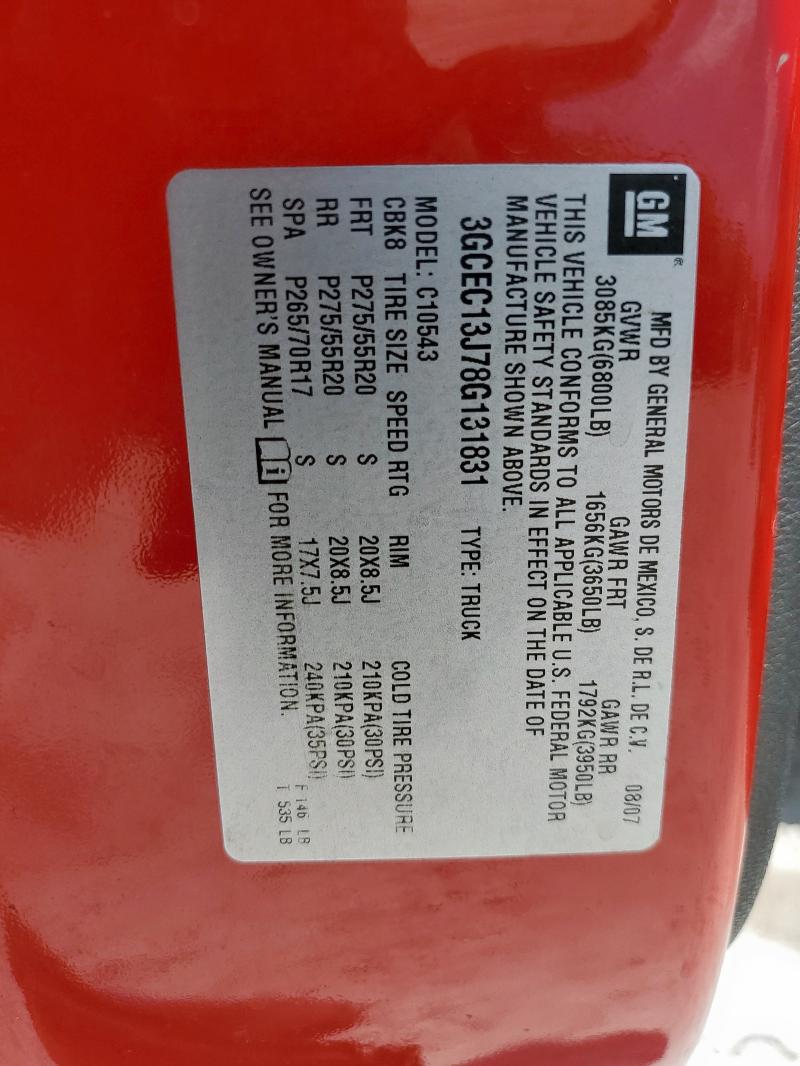 GM ®
MFD BY GENERAL MOTORS DE MEXICO, S. DE R.L. DE C.V. 08/07
GVWR GAWR FRT GAWR RR
3085KG(6800LB) 1656KG(3650LB) 1792KG(3950LB)
THIS VEHICLE CONFORMS TO ALL APPLICABLE U.S. FEDERAL MOTOR
VEHICLE SAFETY STANDARDS IN EFFECT ON THE DATE OF
MANUFACTURE SHOWN ABOVE.
3GCEC13J78G131831 TYPE: TRUCK
MODEL: C10543
CBK8 TIRE SIZE SPEED RTG RIM COLD TIRE PRESSURE
FRT P275/55R20 S 20X8.5J 210KPA(30PSI)
RR P275/55R20 S 20X8.5J 210KPA(30PSI)
SPA P265/70R17 S 17X7.5J 240KPA(35PSI) F 146 LB
SEE OWNER'S MANUAL i FOR MORE INFORMATION. T 535 LB